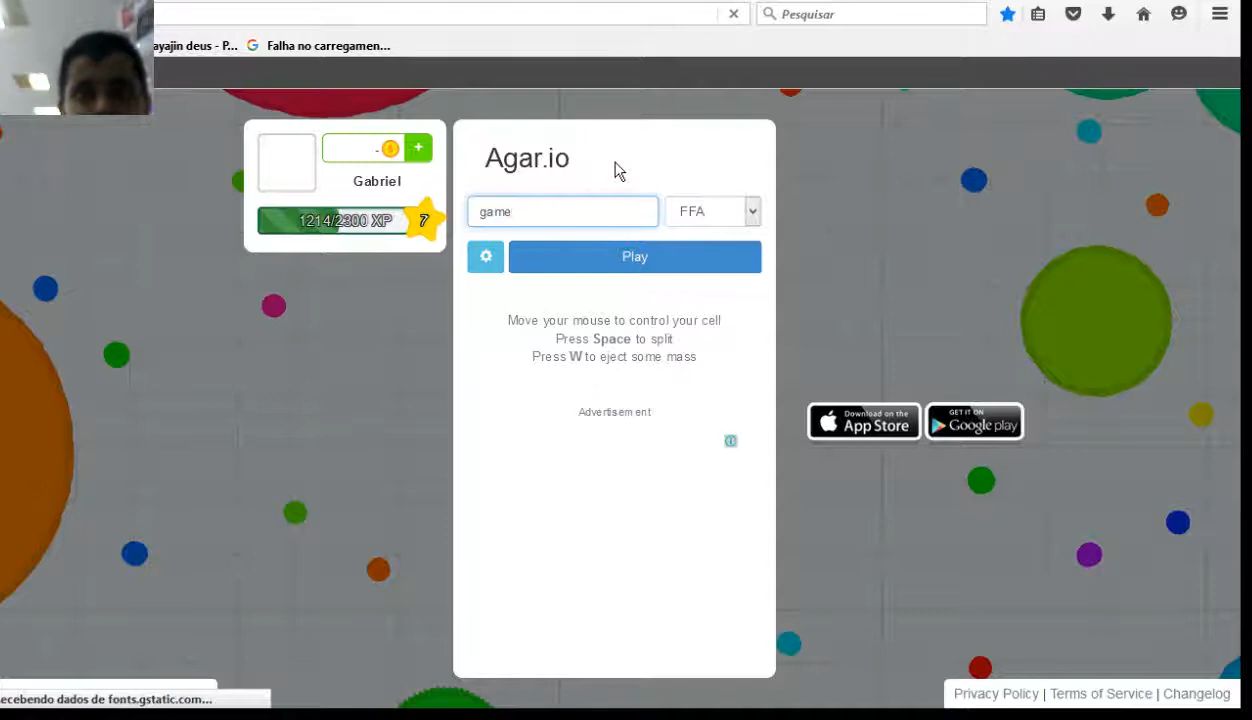 Pesquisar
ayajin deus - P... Falha no carregamen...
Agar.io
- +
Gabriel
1214/2300 XP 7
game FFA
Play
Move your mouse to control your cell
Press Space to split
Press W to eject some mass
Advertisement
Download on the App Store
GET IT ON Google play
ecebendo dados de fonts.gstatic.com...
Privacy Policy | Terms of Service | Changelog